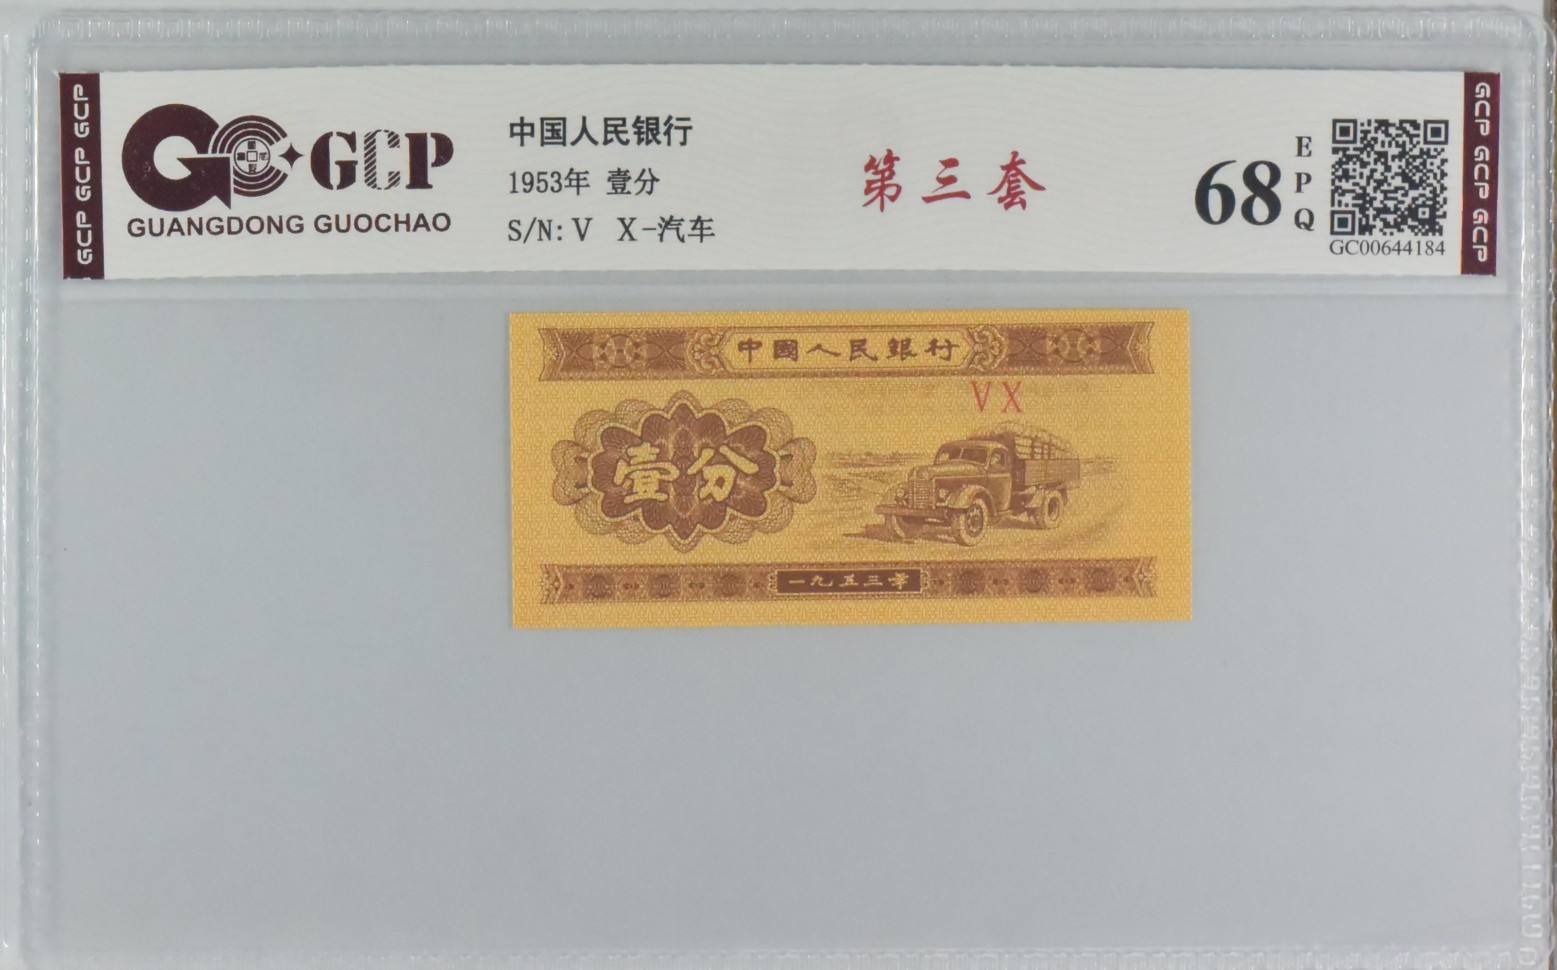 GCP GCP GCP
GCP
GUANGDONG GUOCHAO
中国人民银行
1953年 壹分
S/N: V X-汽车
第三套
68
EPQ
GC00644184
GCP GCP GCP
中國人民銀行
VX
壹分
一九五三年